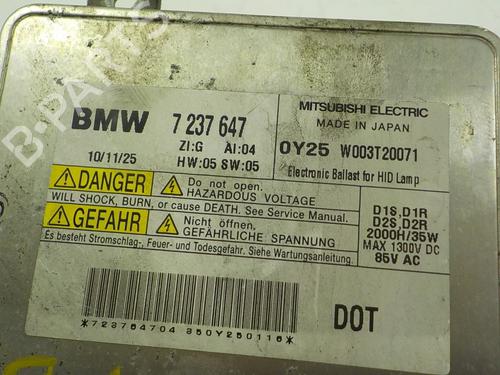 BMW 7 237 647
ZI:G AI:04
10/11/25 HW:05 SW:05
MITSUBISHI ELECTRIC
MADE IN JAPAN
0Y25 W003T20071
Electronic Ballast for HID Lamp
DANGER Do not open.
HAZARDOUS VOLTAGE
WILL SHOCK, BURN, or cause DEATH. See Service Manual.
GEFAHR Nicht öffnen.
GEFÄHRLICHE SPANNUNG
Es besteht Stromschlag-, Feuer- und Todesgefahr. Siehe Wartungsanleitung.
D1S,D1R
D2S,D2R
2000H/35W
MAX 1300V DC
85V AC
*723764704 350Y250116*
DOT
B-PARTS